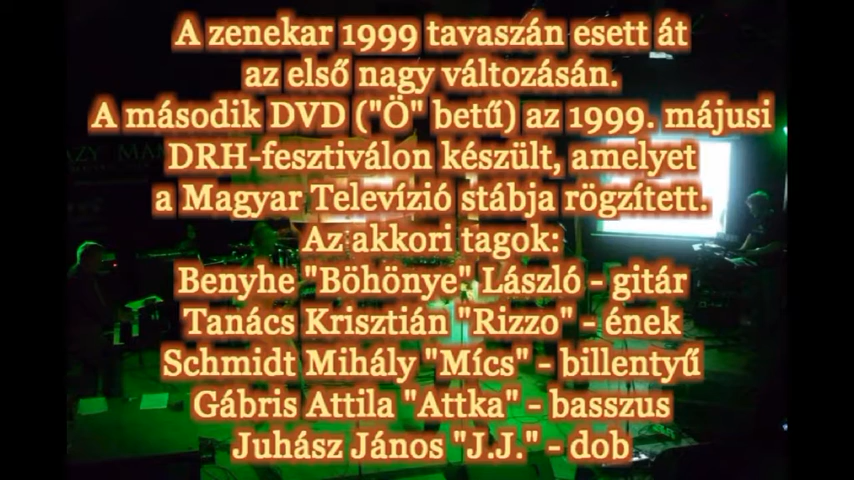 A zenekar 1999 tavaszán esett át
az első nagy változásán.
A második DVD ("Ö" betű) az 1999. májusi
DRH-fesztiválon készült, amelyet
a Magyar Televízió stábja rögzített.
Az akkori tagok:
Benyhe "Böhönye" László - gitár
Tanács Krisztián "Rizzo" - ének
Schmidt Mihály "Mícs" - billentyű
Gábris Attila "Attka" - basszus
Juhász János "J.J." - dob